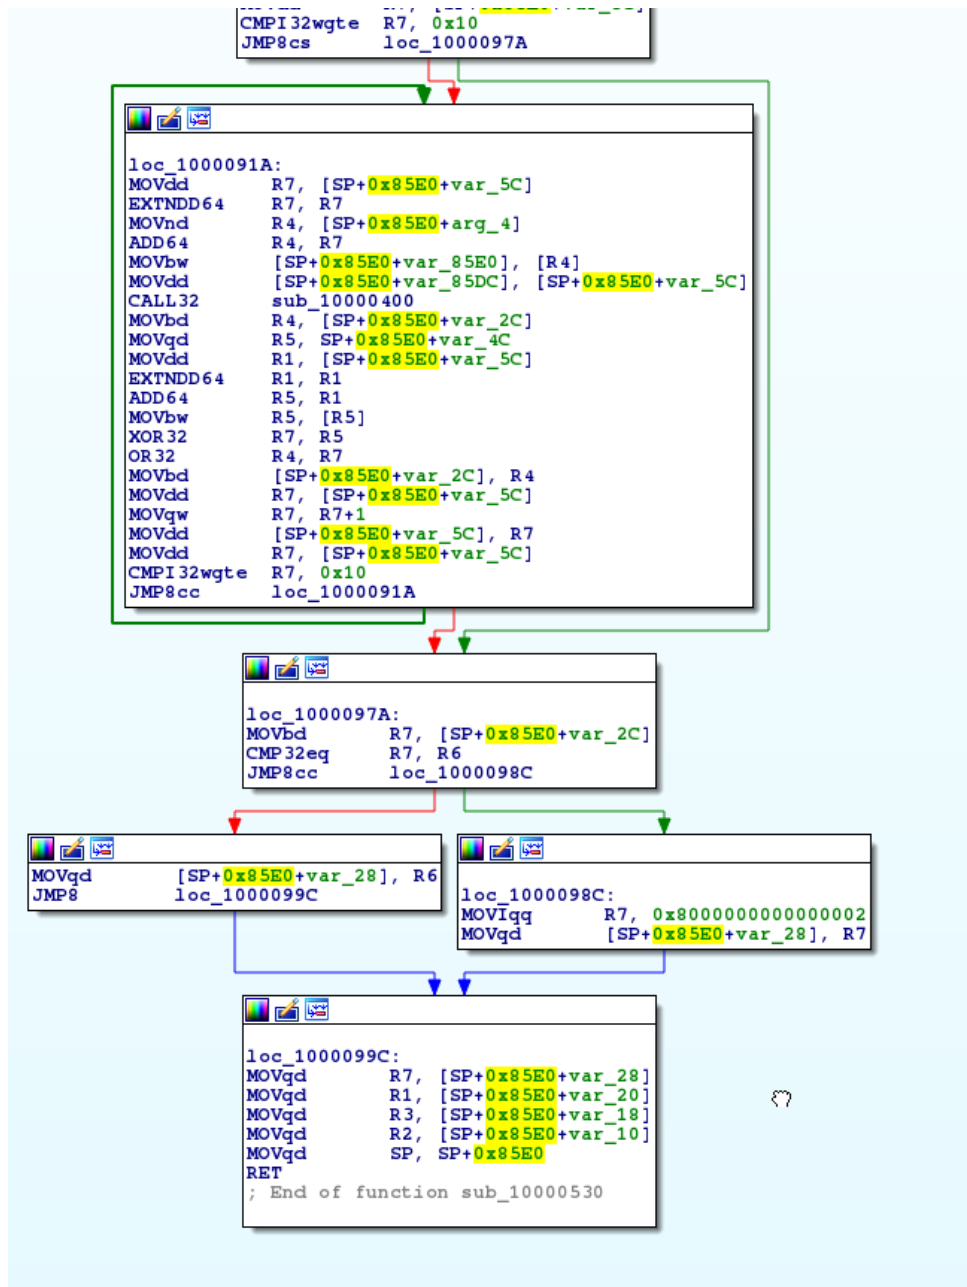 CMPI32wgte R7, 0x10
JMP8cs loc_1000097A
loc_1000091A:
MOVdd R7, [SP+0x85E0+var_5C]
EXTNDD64 R7, R7
MOVnd R4, [SP+0x85E0+arg_4]
ADD64 R4, R7
MOVbw [SP+0x85E0+var_85E0], [R4]
MOVdd [SP+0x85E0+var_85DC], [SP+0x85E0+var_5C]
CALL32 sub_10000400
MOVbd R4, [SP+0x85E0+var_2C]
MOVqd R5, SP+0x85E0+var_4C
MOVdd R1, [SP+0x85E0+var_5C]
EXTNDD64 R1, R1
ADD64 R5, R1
MOVbw R5, [R5]
XOR32 R7, R5
OR32 R4, R7
MOVbd [SP+0x85E0+var_2C], R4
MOVdd R7, [SP+0x85E0+var_5C]
MOVqw R7, R7+1
MOVdd [SP+0x85E0+var_5C], R7
MOVdd R7, [SP+0x85E0+var_5C]
CMPI32wgte R7, 0x10
JMP8cc loc_1000091A
loc_1000097A:
MOVbd R7, [SP+0x85E0+var_2C]
CMP32eq R7, R6
JMP8cc loc_1000098C
MOVqd [SP+0x85E0+var_28], R6
JMP8 loc_1000099C
loc_1000098C:
MOVIqq R7, 0x8000000000000002
MOVqd [SP+0x85E0+var_28], R7
loc_1000099C:
MOVqd R7, [SP+0x85E0+var_28]
MOVqd R1, [SP+0x85E0+var_20]
MOVqd R3, [SP+0x85E0+var_18]
MOVqd R2, [SP+0x85E0+var_10]
MOVqd SP, SP+0x85E0
RET
; End of function sub_10000530